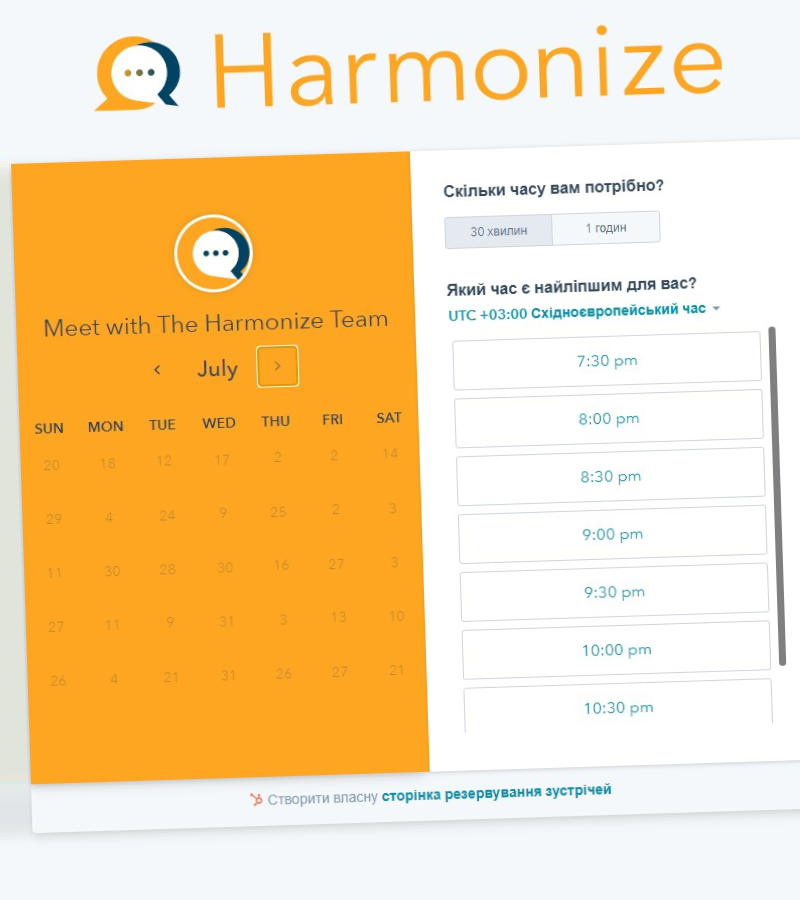 Harmonize
Meet with The Harmonize Team
July
SUN MON TUE WED THU FRI SAT
20 18 12 17 2 2 14
29 4 24 9 25 2 3
11 30 28 30 16 27 3
27 11 9 31 3 13 10
26 4 21 31 26 27 21
Скільки часу вам потрібно?
30 хвилин 1 годин
Який час є найліпшим для вас?
UTC +03:00 Східноєвропейський час
7:30 pm
8:00 pm
8:30 pm
9:00 pm
9:30 pm
10:00 pm
10:30 pm
Створити власну сторінка резервування зустрічей